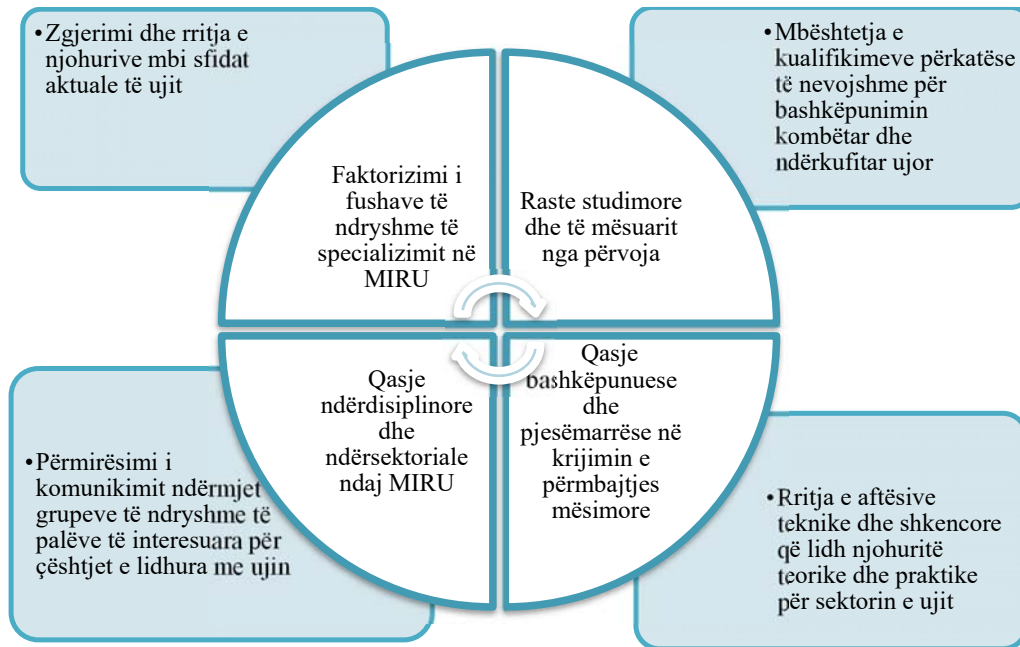 •Zgjerimi dhe rritja e
njohurive mbi sfidat
aktuale të ujit
•Mbështetja e
kualifikimeve përkatëse
të nevojshme për
bashkëpunimin
kombëtar dhe
ndërkufitar ujor
Faktorizimi i
fushave të
ndryshme të
specializimit në
MIRU
Raste studimore
dhe të mësuarit
nga përvoja
Qasje
ndërdisiplinore
dhe
ndërsektoriale
ndaj MIRU
Qasje
bashkëpunuese
dhe
pjesëmarrëse në
krijimin e
përmbajtjes
mësimore
•Përmirësimi i
komunikimit ndërmjet
grupeve të ndryshme të
palëve të interesuara për
çështjet e lidhura me ujin
•Rritja e aftësive
teknike dhe shkencore
që lidh njohuritë
teorike dhe praktike
për sektorin e ujit